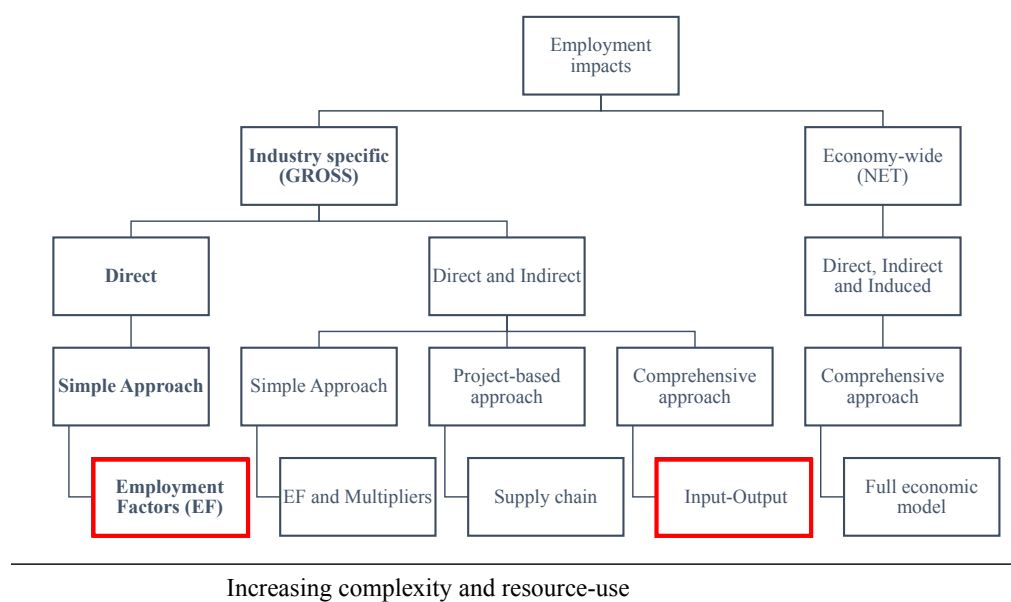 Employment
impacts
Industry specific
(GROSS)
Economy-wide
(NET)
Direct
Direct and Indirect
Direct, Indirect
and Induced
Simple Approach
Simple Approach
Project-based
approach
Comprehensive
approach
Comprehensive
approach
Employment
Factors (EF)
EF and Multipliers
Supply chain
Input-Output
Full economic
model
Increasing complexity and resource-use